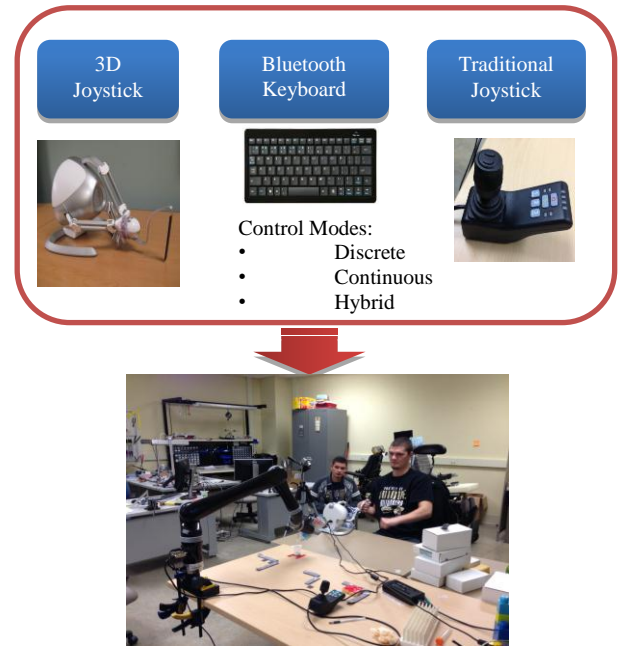 3D
Joystick
Bluetooth
Keyboard
Traditional
Joystick
Control Modes:
• Discrete
• Continuous
• Hybrid